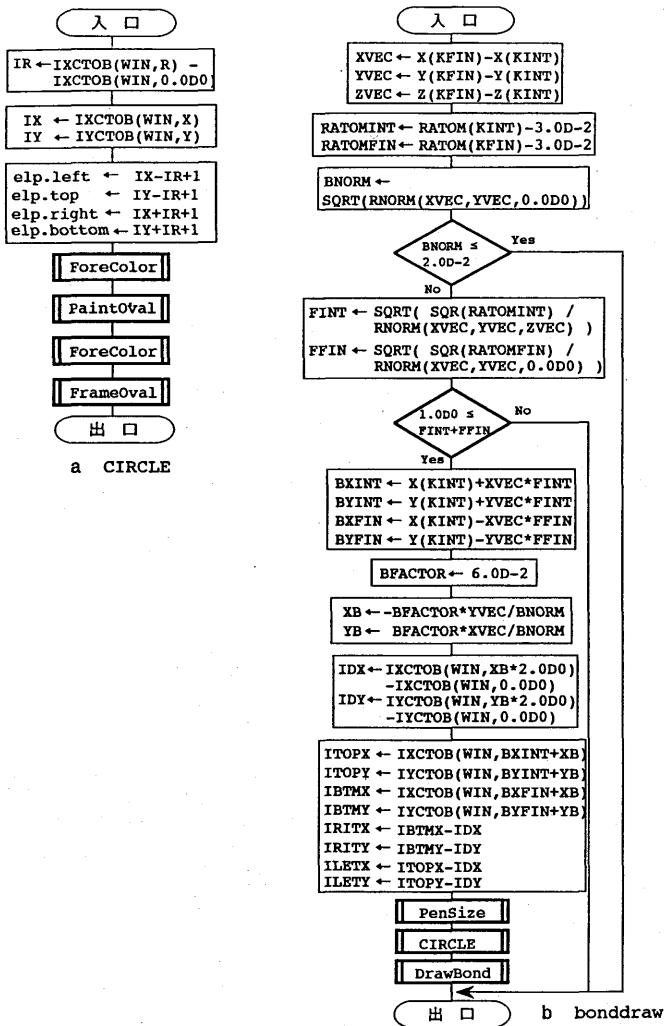 入 口
IR ←IXCTOB(WIN,R) -
IXCTOB(WIN,0.0D0)
IX ← IXCTOB(WIN,X)
IY ← IYCTOB(WIN,Y)
elp.left ← IX-IR+1
elp.top ← IY-IR+1
elp.right ← IX+IR+1
elp.bottom ← IY+IR+1
ForeColor
PaintOval
ForeColor
FrameOval
出 口
a CIRCLE
入 口
XVEC ← X(KFIN)-X(KINT)
YVEC ← Y(KFIN)-Y(KINT)
ZVEC ← Z(KFIN)-Z(KINT)
RATOMINT ← RATOM(KINT)-3.0D-2
RATOMFIN ← RATOM(KFIN)-3.0D-2
BNORM ←
SQRT(RNORM(XVEC,YVEC,0.0D0))
BNORM ≤
2.0D-2
Yes
No
FINT ← SQRT( SQR(RATOMINT) /
RNORM(XVEC,YVEC,ZVEC) )
FFIN ← SQRT( SQR(RATOMFIN) /
RNORM(XVEC,YVEC,0.0D0) )
1.0D0 ≤
FINT+FFIN
No
Yes
BXINT ← X(KINT)+XVEC*FINT
BYINT ← Y(KINT)+YVEC*FINT
BXFIN ← X(KINT)-XVEC*FFIN
BYFIN ← Y(KINT)-YVEC*FFIN
BFACTOR ← 6.0D-2
XB ← -BFACTOR*YVEC/BNORM
YB ← BFACTOR*XVEC/BNORM
IDX ← IXCTOB(WIN,XB*2.0D0)
-IXCTOB(WIN,0.0D0)
IDY ← IYCTOB(WIN,YB*2.0D0)
-IYCTOB(WIN,0.0D0)
ITOPX ← IXCTOB(WIN,BXINT+XB)
ITOPY ← IYCTOB(WIN,BYINT+YB)
IBTMX ← IXCTOB(WIN,BXFIN+XB)
IBTMY ← IYCTOB(WIN,BYFIN+YB)
IRITX ← IBTMX-IDX
IRITY ← IBTMY-IDY
ILETX ← ITOPX-IDX
ILETY ← ITOPY-IDY
PenSize
CIRCLE
DrawBond
出 口
b bonddraw